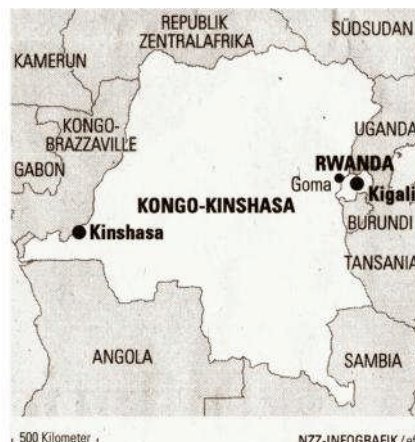 REPUBLIK
ZENTRALAFRIKA
SÜDSUDAN
KAMERUN
KONGO-
BRAZZAVILLE
UGANDA
GABON
RWANDA
Goma
Kigali
KONGO-KINSHASA
BURUNDI
Kinshasa
TANSANIA
ANGOLA
SAMBIA
500 Kilometer
NZZ-INFOGRAFIK